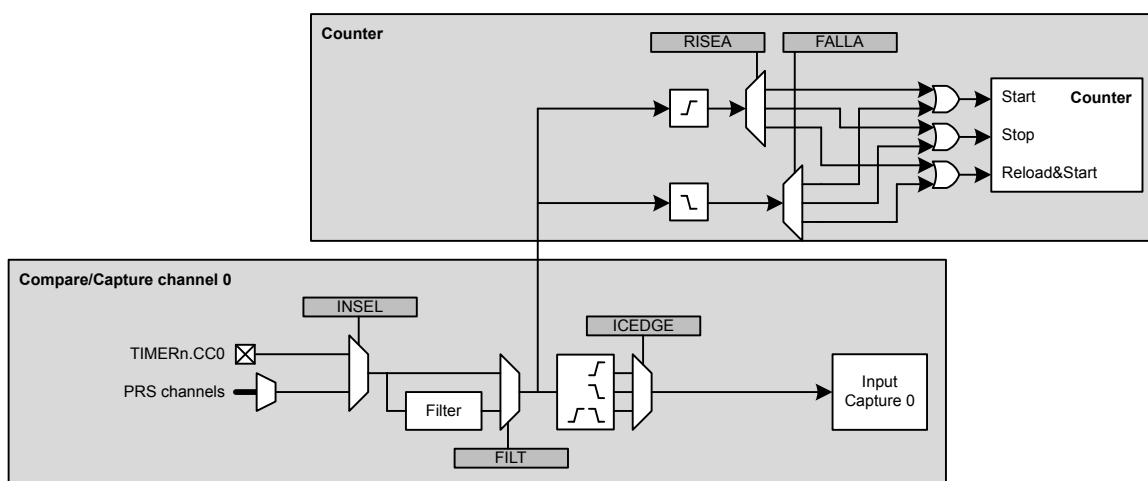 Counter
RISEA
FALLA
Start
Counter
Stop
Reload&Start
Compare/Capture channel 0
INSEL
ICEDGE
TIMERn.CC0
PRS channels
Filter
Input
Capture 0
FILT